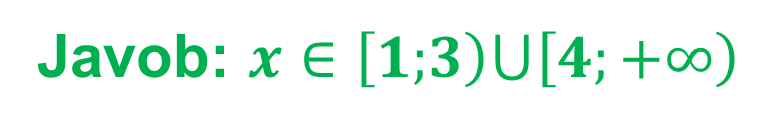 Javob: 𝒙 ∈ [𝟏;𝟑)⋃[𝟒; +∞)